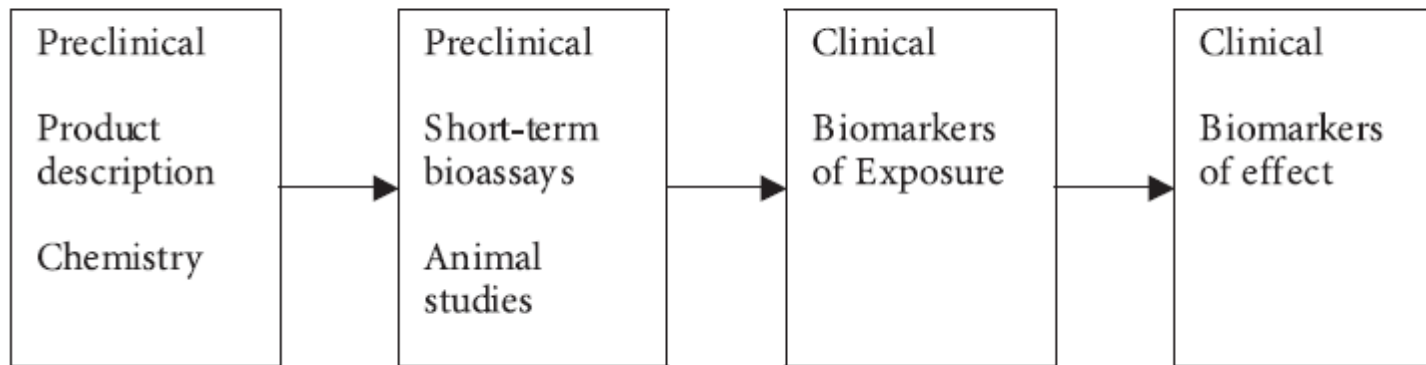 Preclinical
Product
description
Chemistry
Preclinical
Short-term
bioassays
Animal
studies
Clinical
Biomarkers
of Exposure
Clinical
Biomarkers
of effect